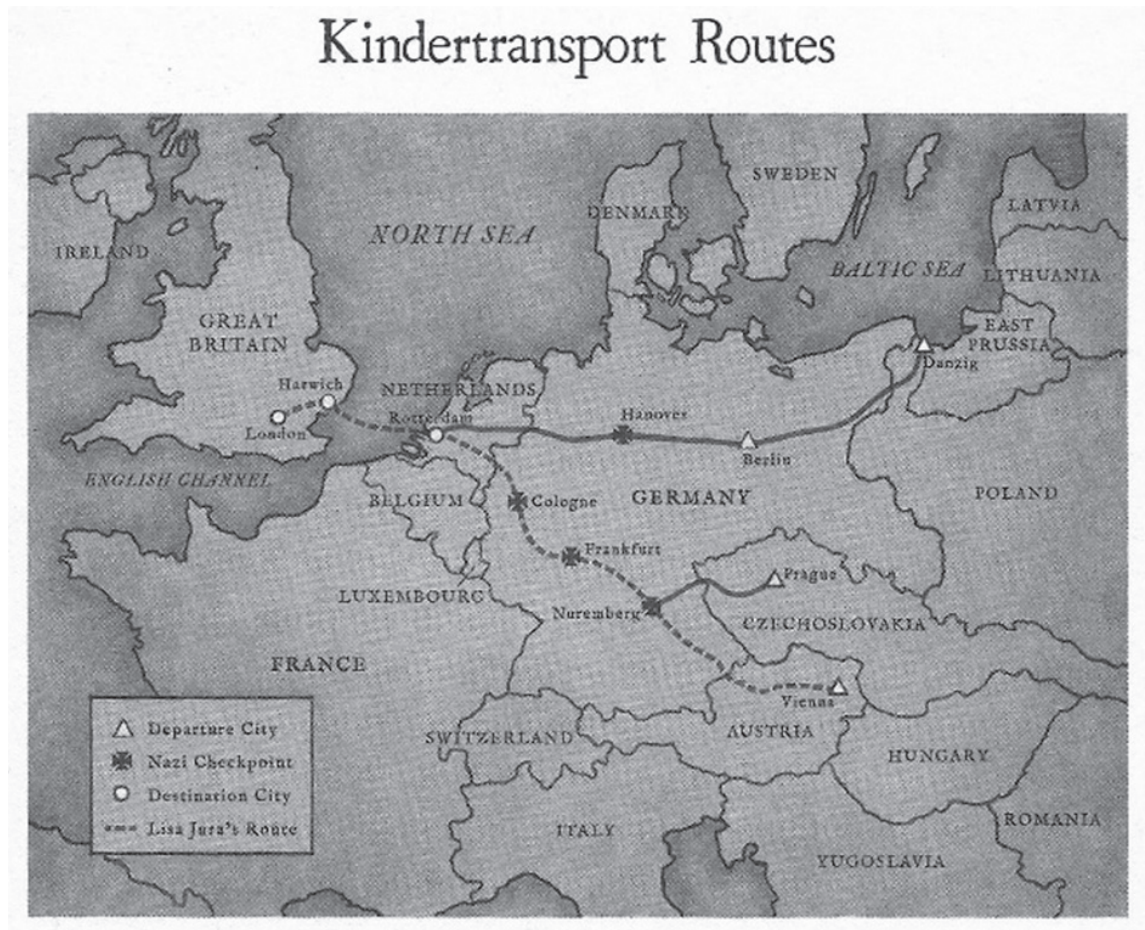 Kindertransport Routes
SWEDEN
DENMARK
LATVIA
NORTH SEA
IRELAND
BALTIC SEA
LITHUANIA
GREAT
BRITAIN
EAST
PRUSSIA
Danzig
Harwich
NETHERLANDS
London
Rotterdam
Hanover
Berlin
ENGLISH CHANNEL
BELGIUM
Cologne
GERMANY
POLAND
Frankfurt
Prague
LUXEMBOURG
Nuremberg
CZECHOSLOVAKIA
FRANCE
Vienna
SWITZERLAND
AUSTRIA
HUNGARY
ITALY
ROMANIA
YUGOSLAVIA
Departure City
Nazi Checkpoint
Destination City
Lisa Jura's Route